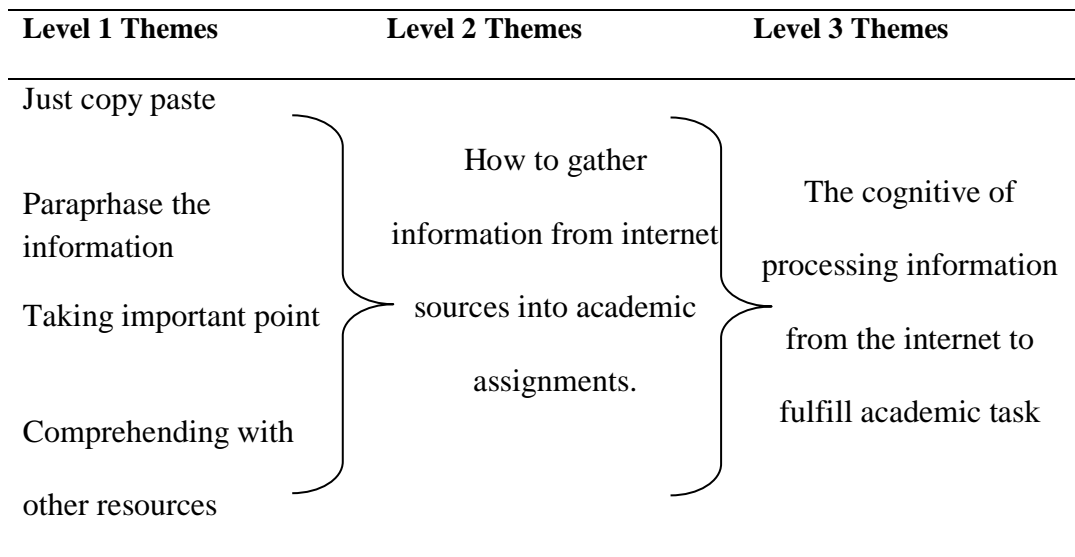 Level 1 Themes Level 2 Themes Level 3 Themes
Just copy paste
Paraprhase the
information
Taking important point
Comprehending with
other resources
How to gather
information from internet
sources into academic
assignments.
The cognitive of
processing information
from the internet to
fulfill academic task